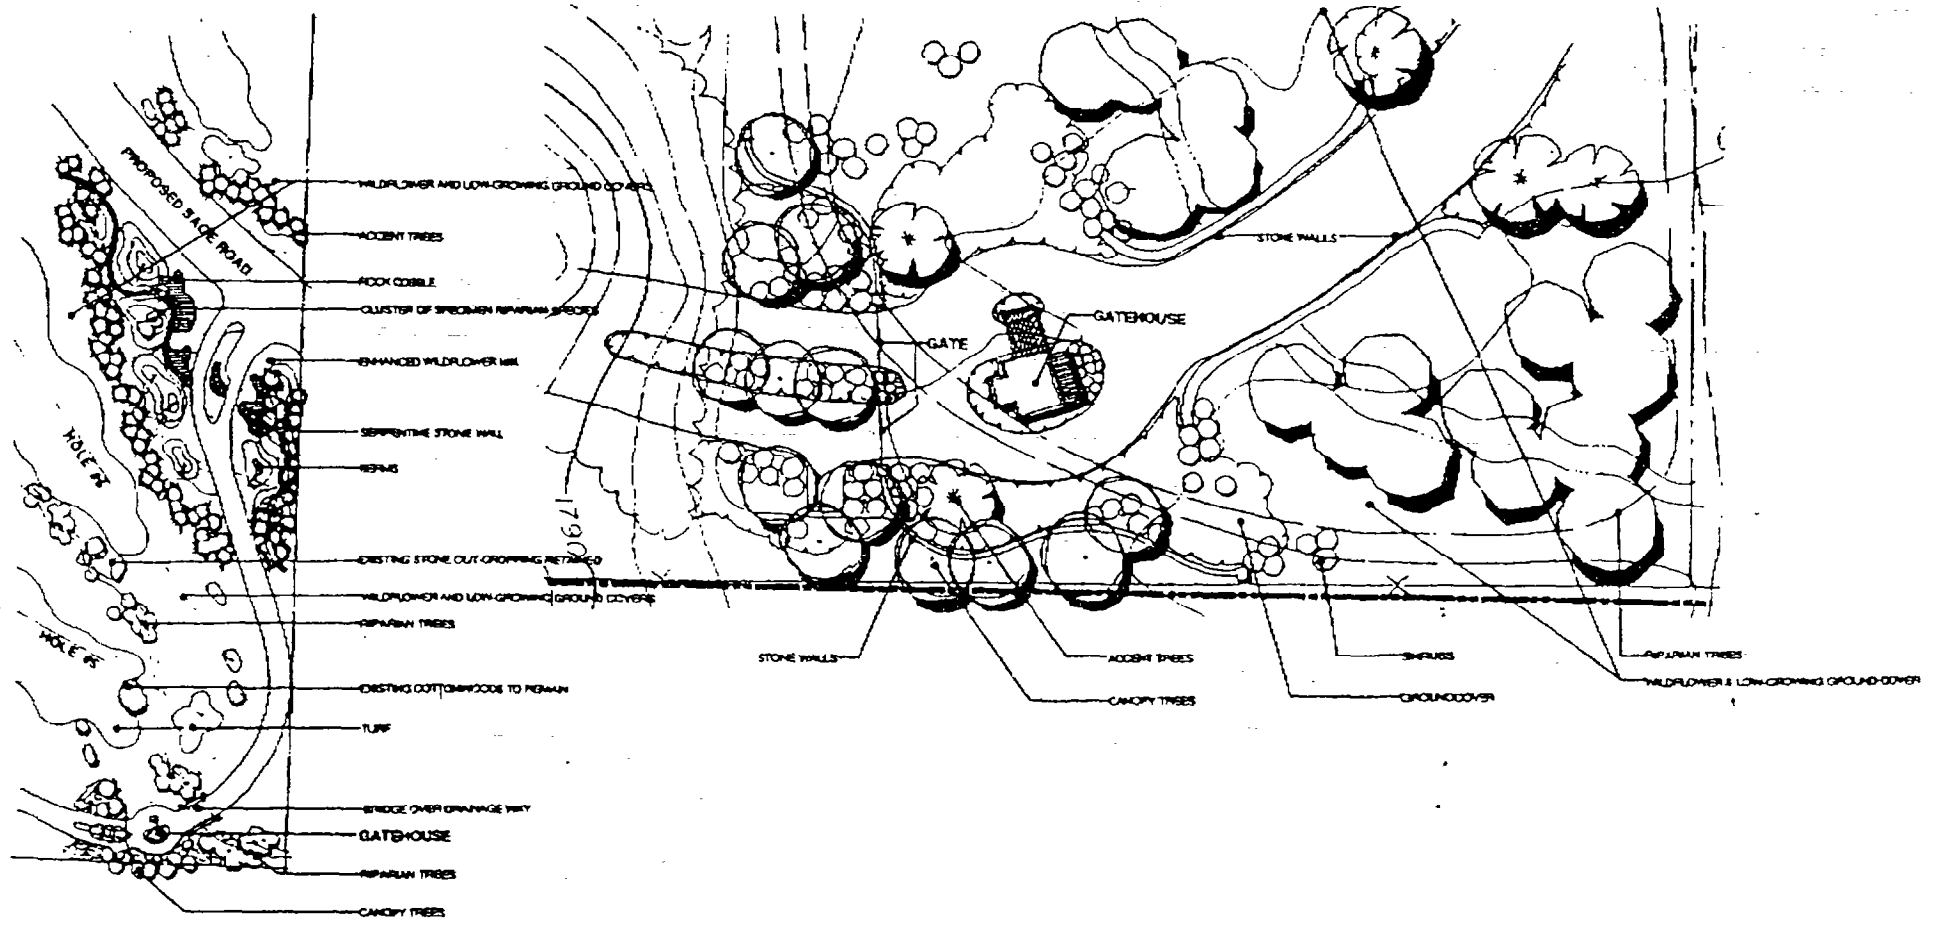 PROPOSED SAGE ROAD
WILDFLOWER AND LOW-GROWING GROUND COVERS
ACCENT TREES
ROCK COBBLE
CLUSTER OF SPECIMEN RIPARIAN SPECIES
ENHANCED WILDFLOWER MIX
SERPENTINE STONE WALL
BERMS
HOLE #2
EXISTING STONE OUT-CROPPING RETAINED
WILDFLOWER AND LOW-GROWING GROUND COVERS
RIPARIAN TREES
HOLE
EXISTING COTTONWOODS TO REMAIN
TURF
BRIDGE OVER DRAINAGE WAY
GATEHOUSE
RIPARIAN TREES
CANOPY TREES
STONE WALLS
GATEHOUSE
GATE
1790
STONE WALLS
ACCENT TREES
SHRUBS
RIPARIAN TREES
WILDFLOWER & LOW-GROWING GROUND COVER
CANOPY TREES
GROUNDCOVER